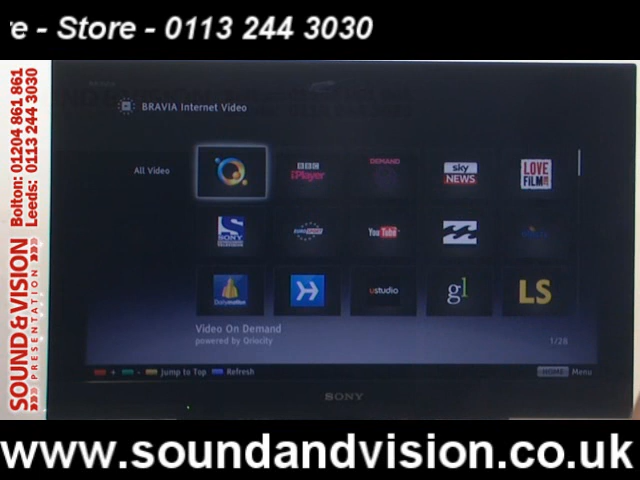 e - Store - 0113 244 3030
Bolton: 01204 861 861
Leeds: 0113 244 3030
SOUND&VISION
PRESENTATION
BRAVIA Internet Video
All Video
BBC
iPlayer
DEMAND
sky
NEWS
LOVE
FiLM
SONY
EUROSPORT
YouTube
Dailymotion
uStudio
gl
LS
Video On Demand
powered by Qriocity
1/28
+ - Jump to Top Refresh
HOME Menu
SONY
www.soundandvision.co.uk